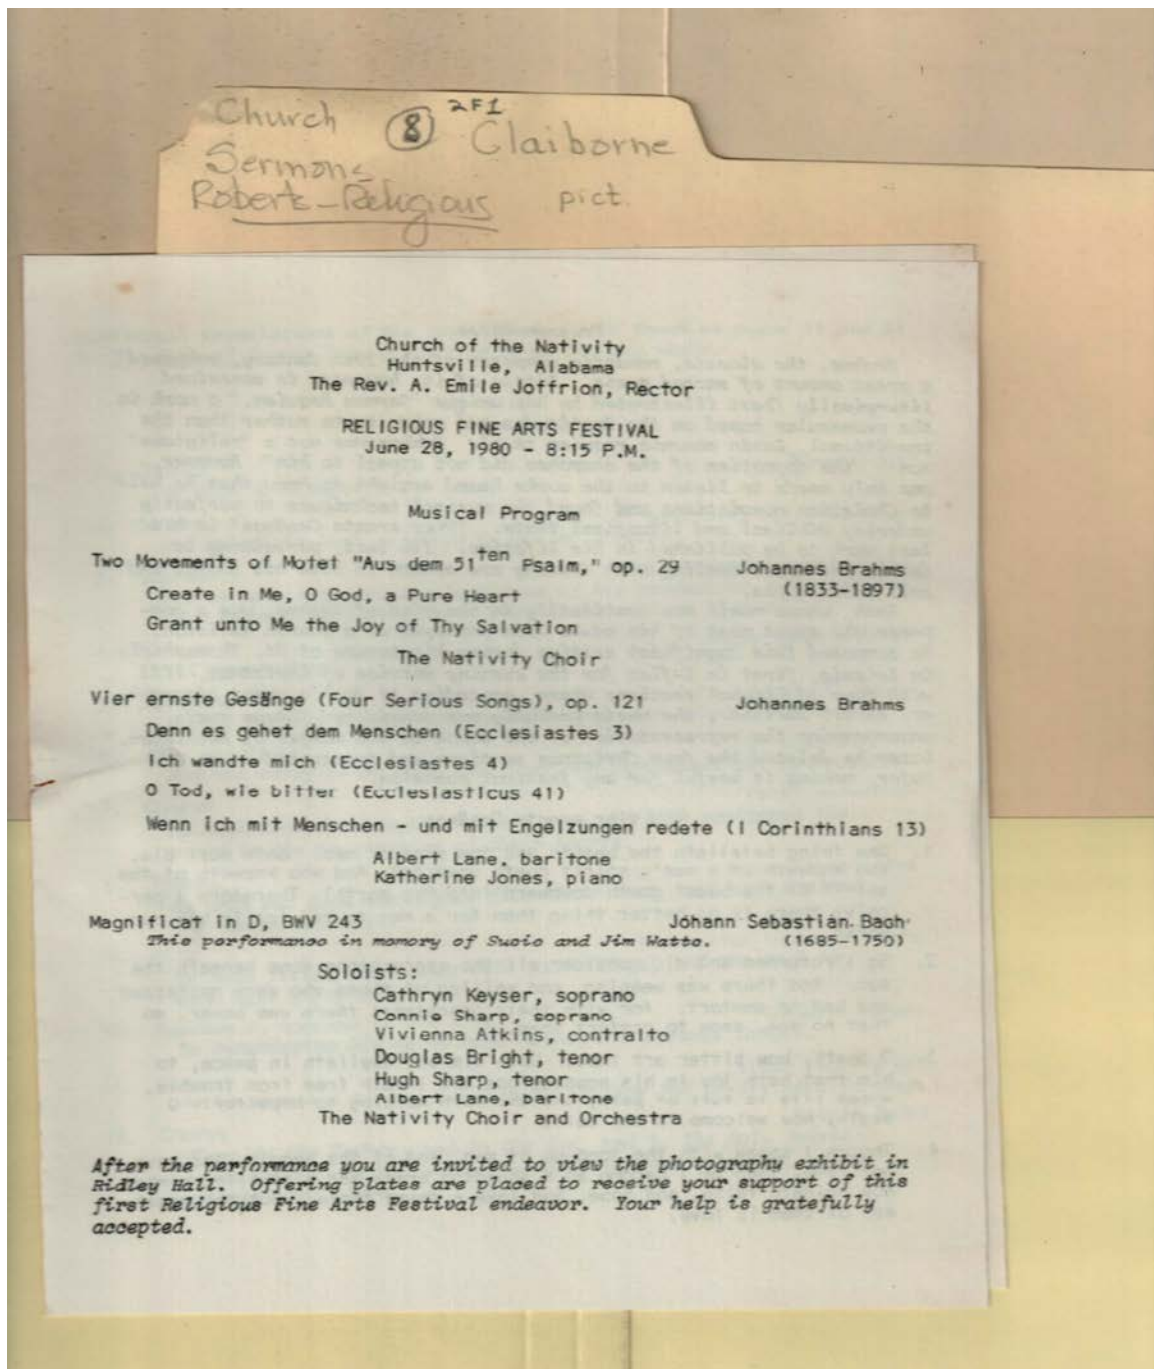 2F1
Church 8 Claiborne
Sermons
Roberts-Religious pict.
Church of the Nativity
Huntsville, Alabama
The Rev. A. Emile Joffrion, Rector
RELIGIOUS FINE ARTS FESTIVAL
June 28, 1980 - 8:15 P.M.
Musical Program
Two Movements of Motet "Aus dem 51ten Psalm," op. 29 Johannes Brahms
(1833-1897)
Create in Me, O God, a Pure Heart
Grant unto Me the Joy of Thy Salvation
The Nativity Choir
Vier ernste Gesänge (Four Serious Songs), op. 121 Johannes Brahms
Denn es gehet dem Menschen (Ecclesiastes 3)
Ich wandte mich (Ecclesiastes 4)
O Tod, wie bitter (Ecclesiasticus 41)
Wenn ich mit Menschen - und mit Engelzungen redete (I Corinthians 13)
Albert Lane, baritone
Katherine Jones, piano
Magnificat in D, BWV 243 Johann Sebastian Bach
This performance in memory of Susie and Jim Watts. (1685-1750)
Soloists:
Cathryn Keyser, soprano
Connie Sharp, soprano
Vivienna Atkins, contralto
Douglas Bright, tenor
Hugh Sharp, tenor
Albert Lane, baritone
The Nativity Choir and Orchestra
After the performance you are invited to view the photography exhibit in
Ridley Hall. Offering plates are placed to receive your support of this
first Religious Fine Arts Festival endeavor. Your help is gratefully
accepted.